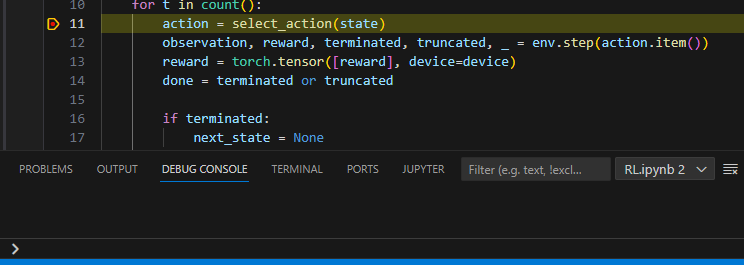 10 for t in count():
11 action = select_action(state)
12 observation, reward, terminated, truncated, _ = env.step(action.item())
13 reward = torch.tensor([reward], device=device)
14 done = terminated or truncated
15
16 if terminated:
17 next_state = None
PROBLEMS OUTPUT DEBUG CONSOLE TERMINAL PORTS JUPYTER Filter (e.g. text, !excl... RL.ipynb 2